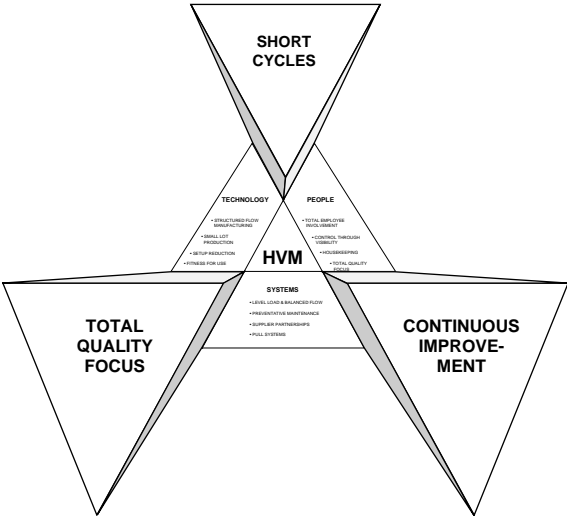 SHORT
CYCLES
TECHNOLOGY
• STRUCTURED FLOW
MANUFACTURING
• SMALL LOT
PRODUCTION
• SETUP REDUCTION
• FITNESS FOR USE
PEOPLE
• TOTAL EMPLOYEE
INVOLVEMENT
• CONTROL THROUGH
VISIBILITY
• HOUSEKEEPING
• TOTAL QUALITY
FOCUS
HVM
SYSTEMS
• LEVEL LOAD & BALANCED FLOW
• PREVENTATIVE MAINTENANCE
• SUPPLIER PARTNERSHIPS
• PULL SYSTEMS
TOTAL
QUALITY
FOCUS
CONTINUOUS
IMPROVE-
MENT